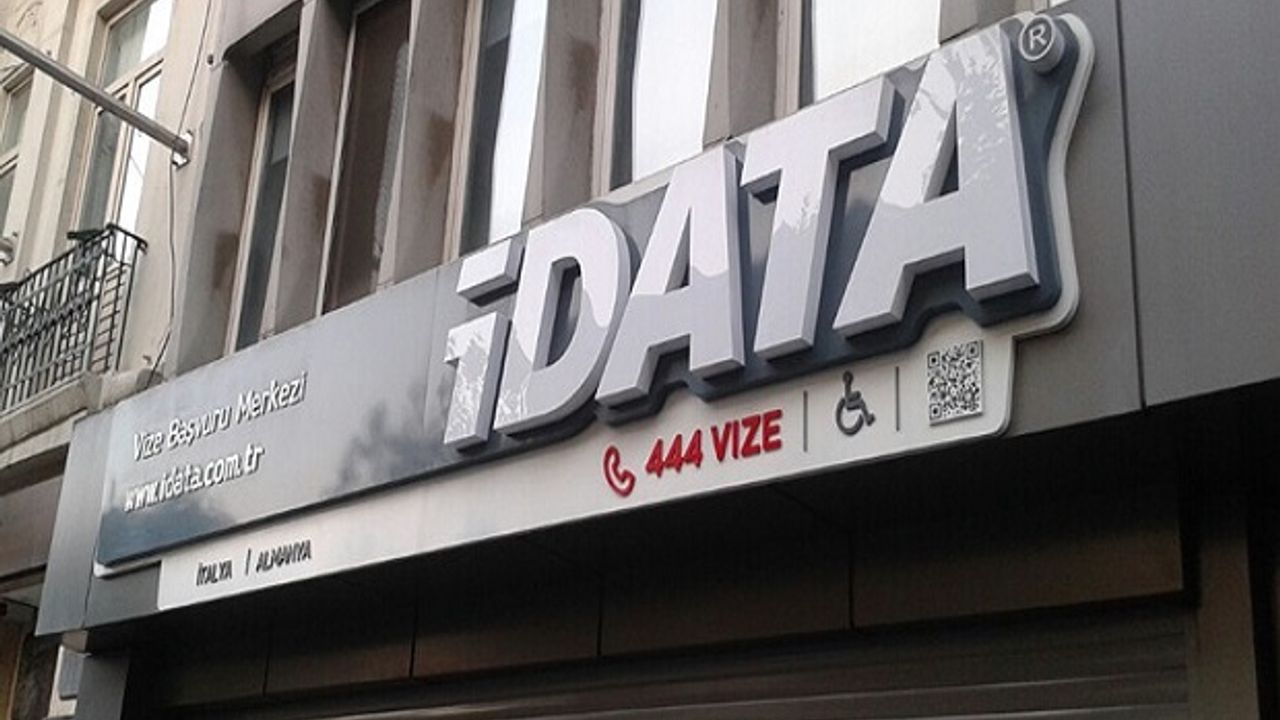 iDATA ®
Vize Başvuru Merkezi
www.idata.com.tr
444 VIZE
İTALYA | ALMANYA